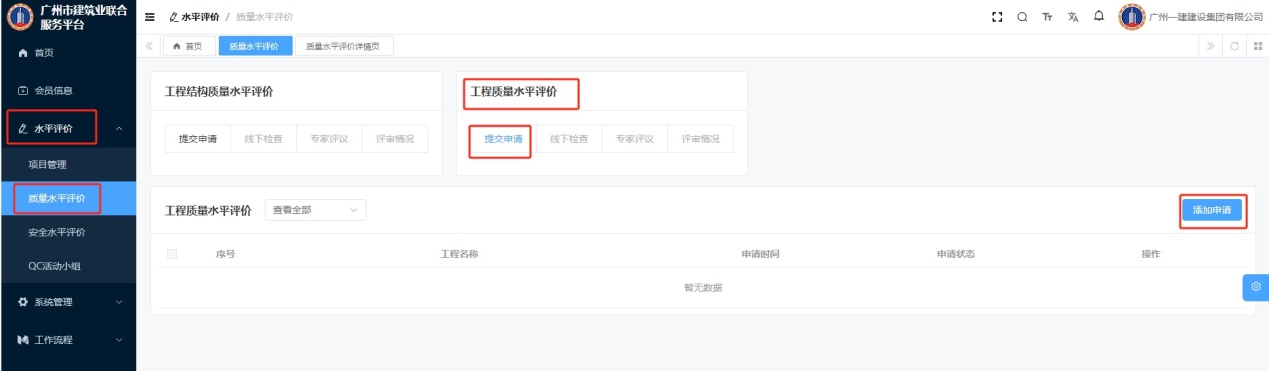 广州市建筑业联合
服务平台
水平评价 / 质量水平评价
广州一建建设集团有限公司
首页
质量水平评价
质量水平评价详情页
首页
会员信息
水平评价
项目管理
质量水平评价
安全水平评价
QC活动小组
系统管理
工作流程
工程结构质量水平评价
提交申请 线下检查 专家评议 评审情况
工程质量水平评价
提交申请 线下检查 专家评议 评审情况
工程质量水平评价 查看全部
添加申请
序号 工程名称 申请时间 申请状态 操作
暂无数据